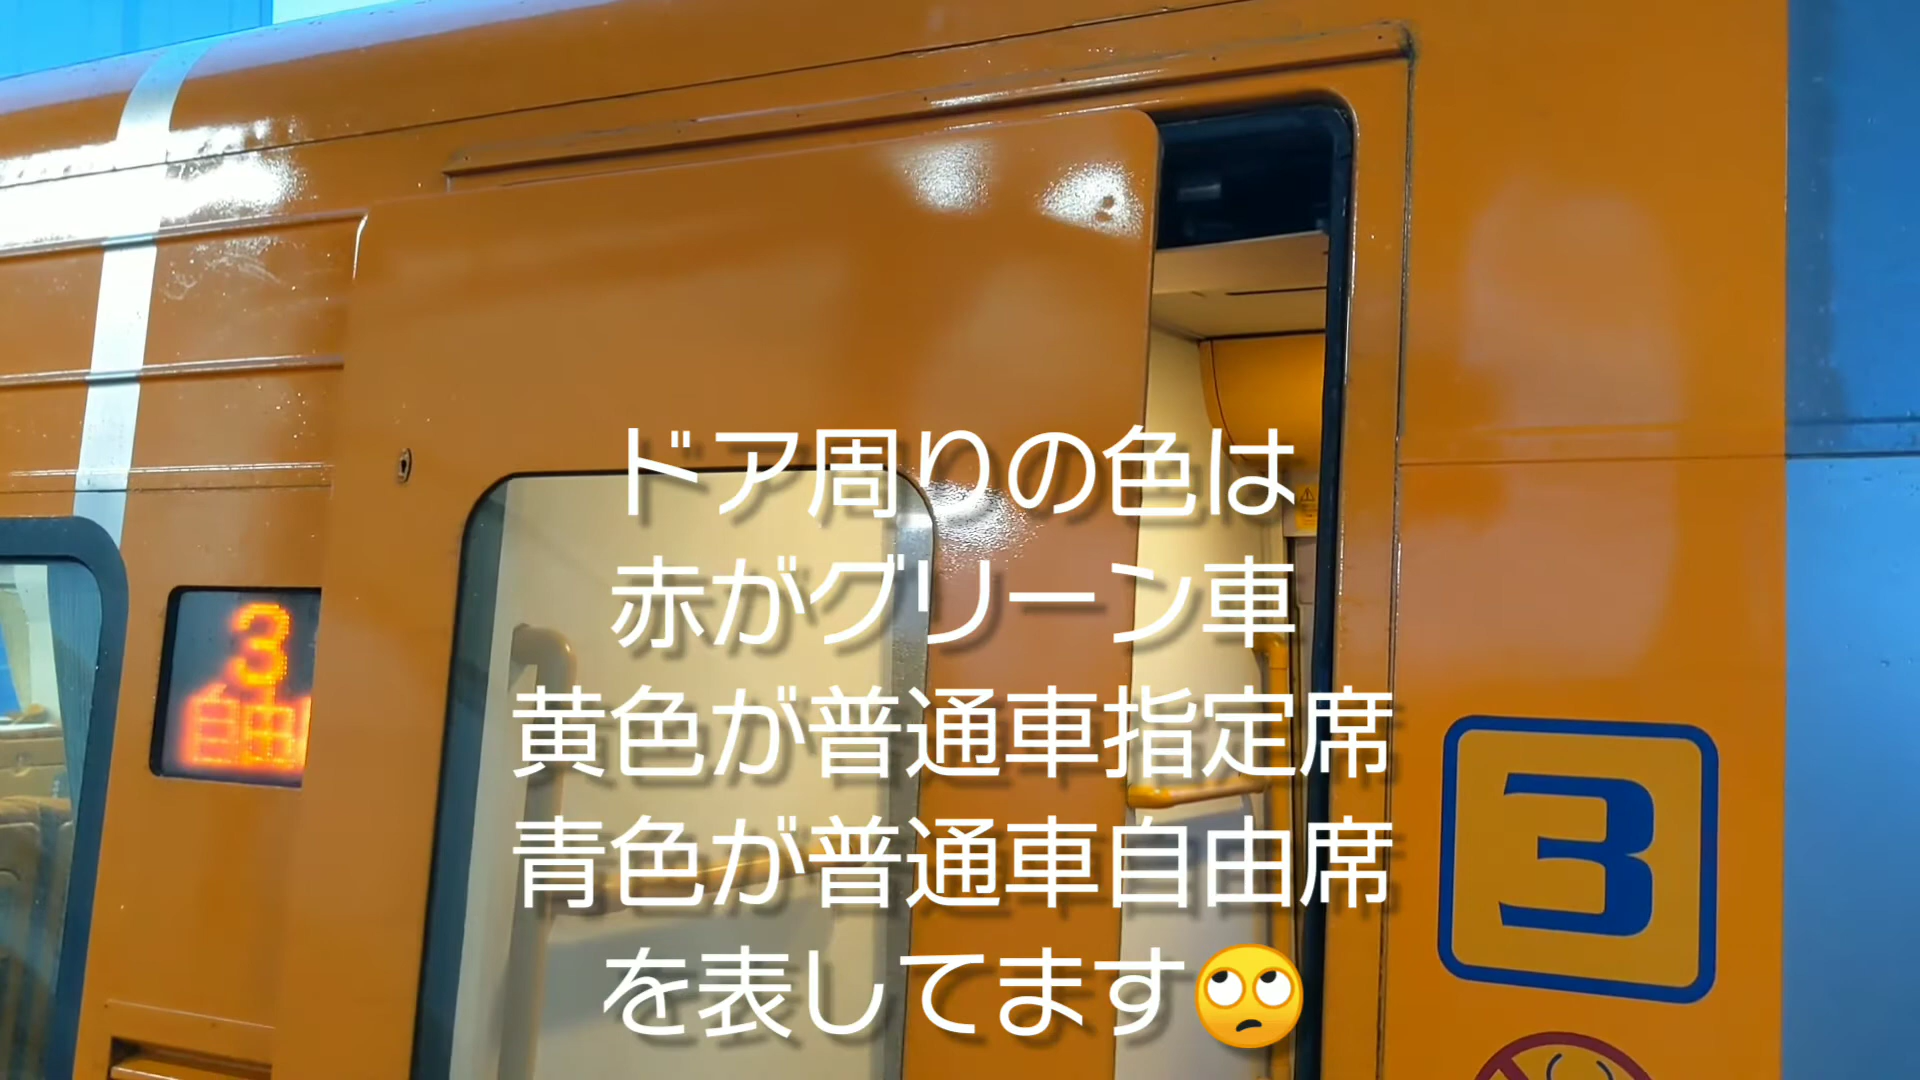 ドア周りの色は
赤がグリーン車
黄色が普通車指定席
青色が普通車自由席
を表してます🙄
3
自由
3